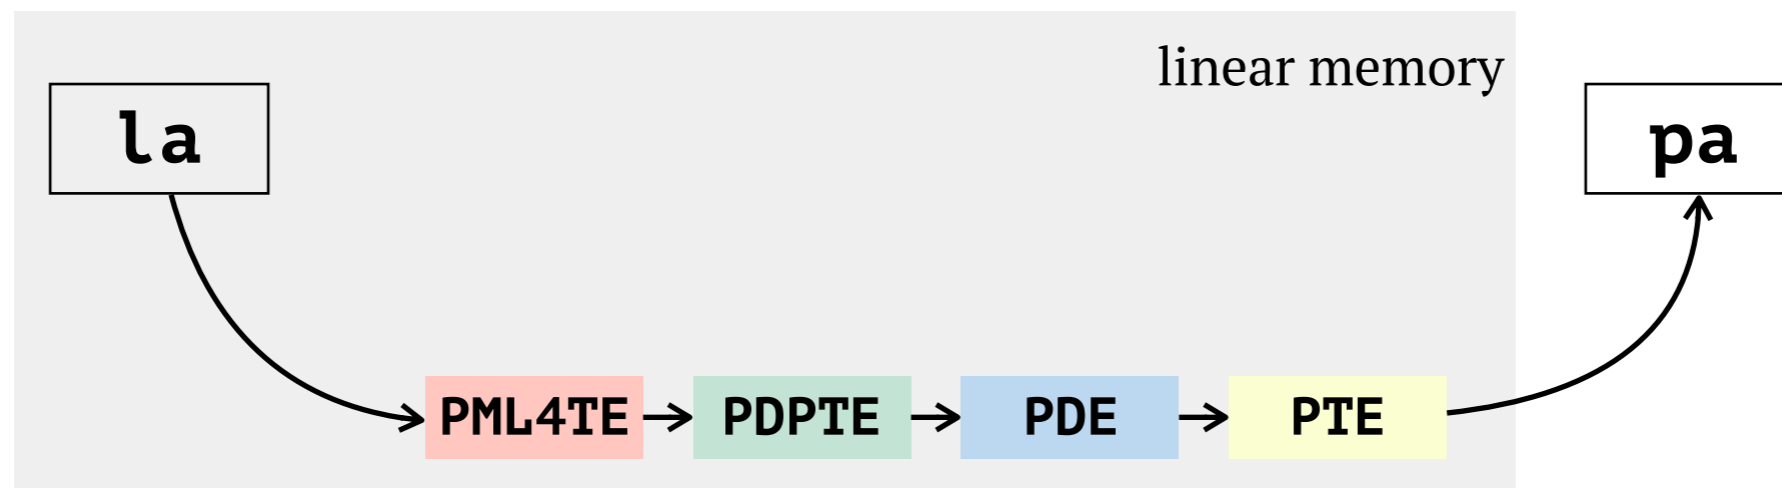 linear memory
la
pa
PML4TE
PDPTE
PDE
PTE